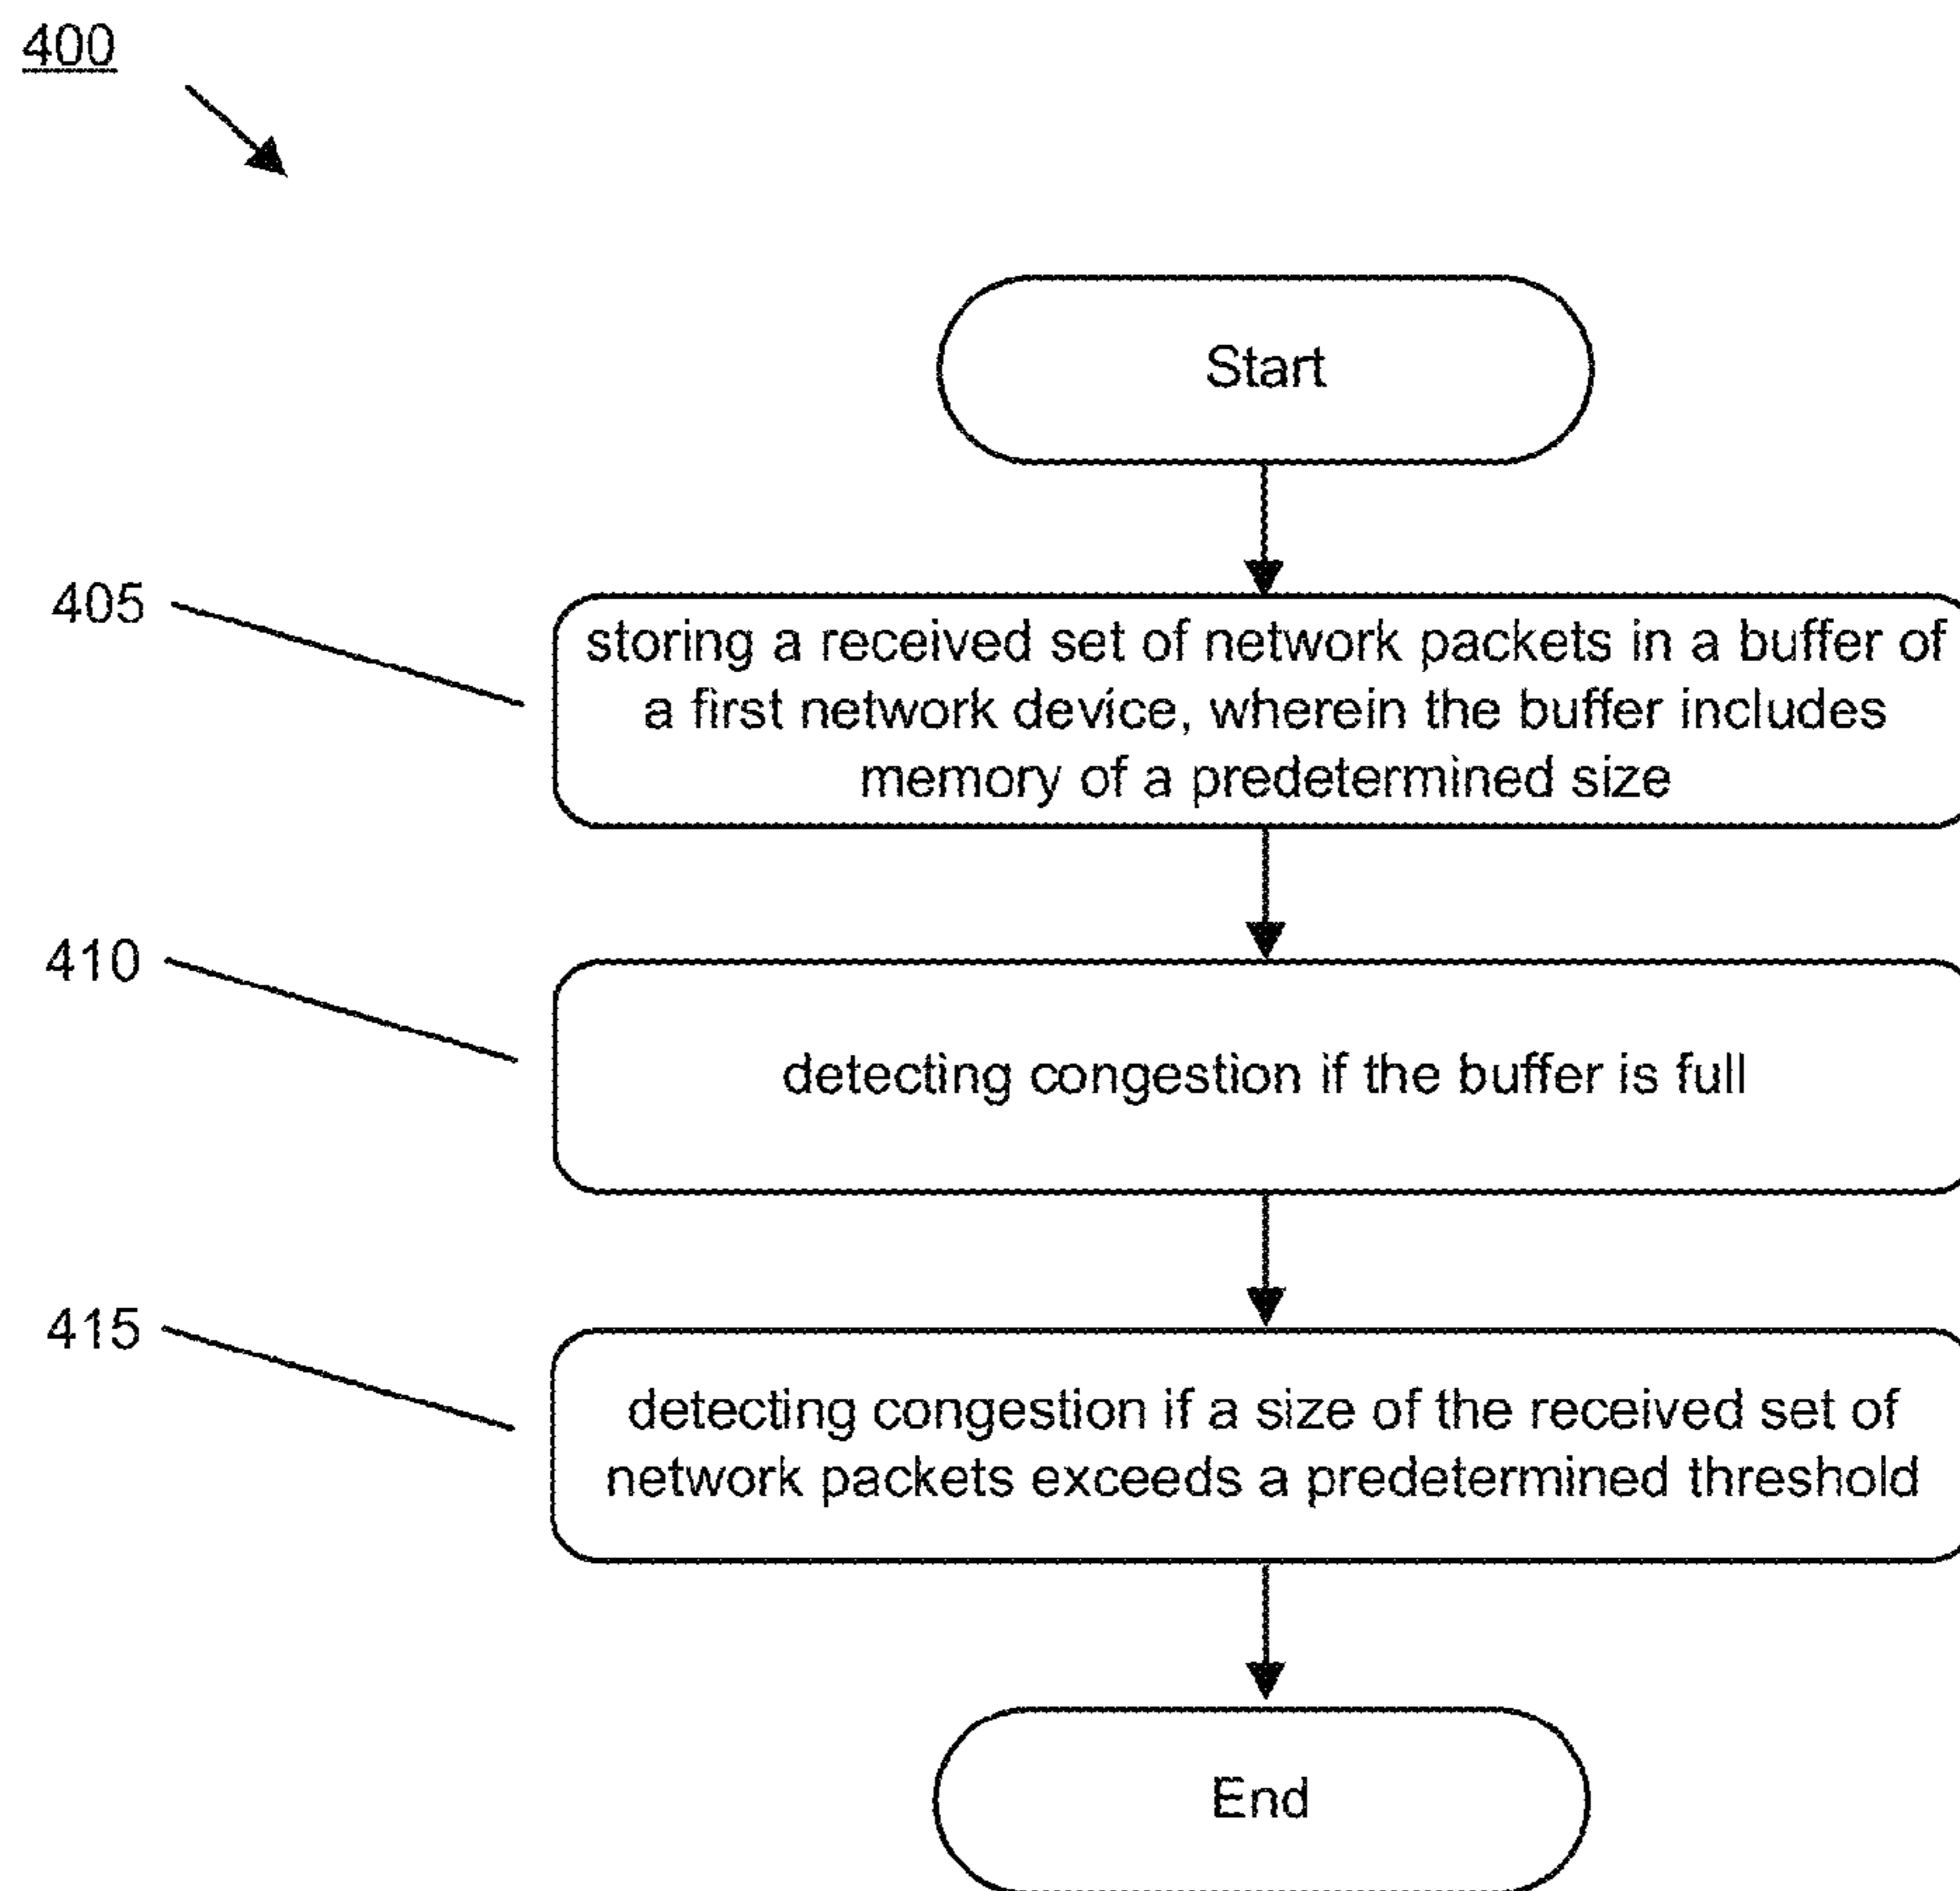 400
Start
405
storing a received set of network packets in a buffer of
a first network device, wherein the buffer includes
memory of a predetermined size
410
detecting congestion if the buffer is full
415
detecting congestion if a size of the received set of
network packets exceeds a predetermined threshold
End